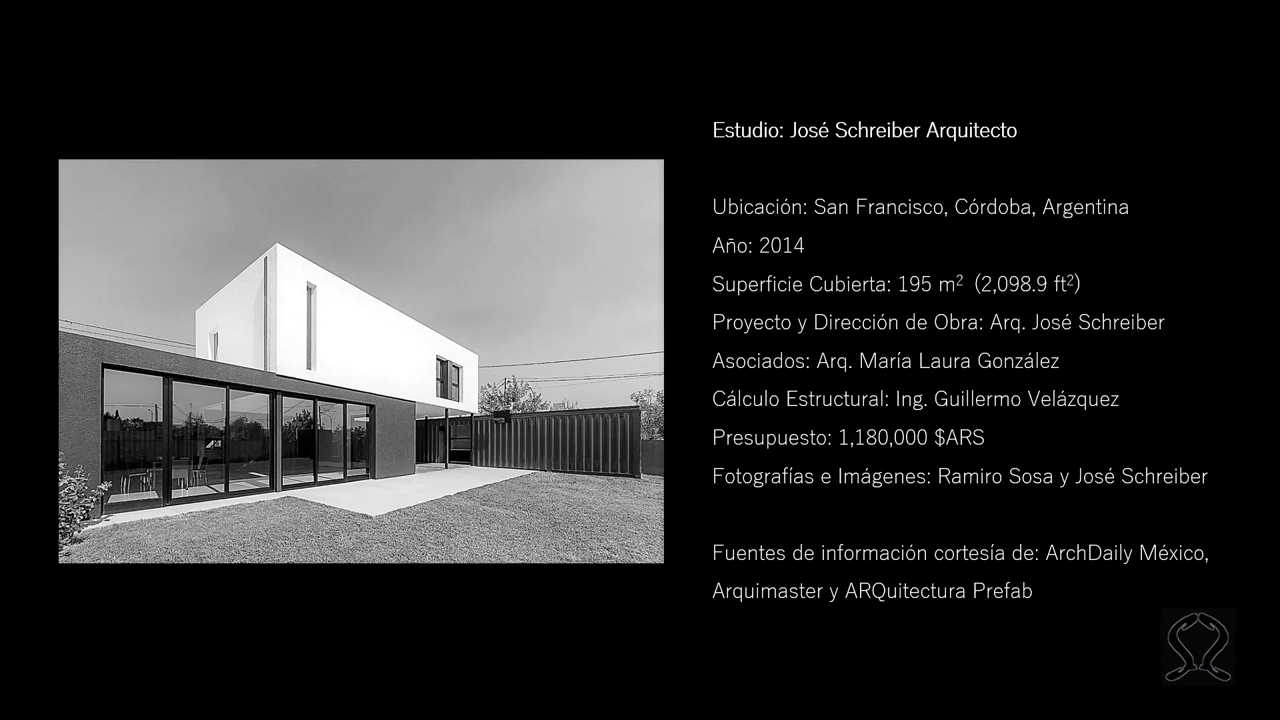 Estudio: José Schreiber Arquitecto
Ubicación: San Francisco, Córdoba, Argentina
Año: 2014
Superficie Cubierta: 195 m² (2,098.9 ft²)
Proyecto y Dirección de Obra: Arq. José Schreiber
Asociados: Arq. María Laura González
Cálculo Estructural: Ing. Guillermo Velázquez
Presupuesto: 1,180,000 $ARS
Fotografías e Imágenes: Ramiro Sosa y José Schreiber
Fuentes de información cortesía de: ArchDaily México,
Arquimaster y ARQuitectura Prefab